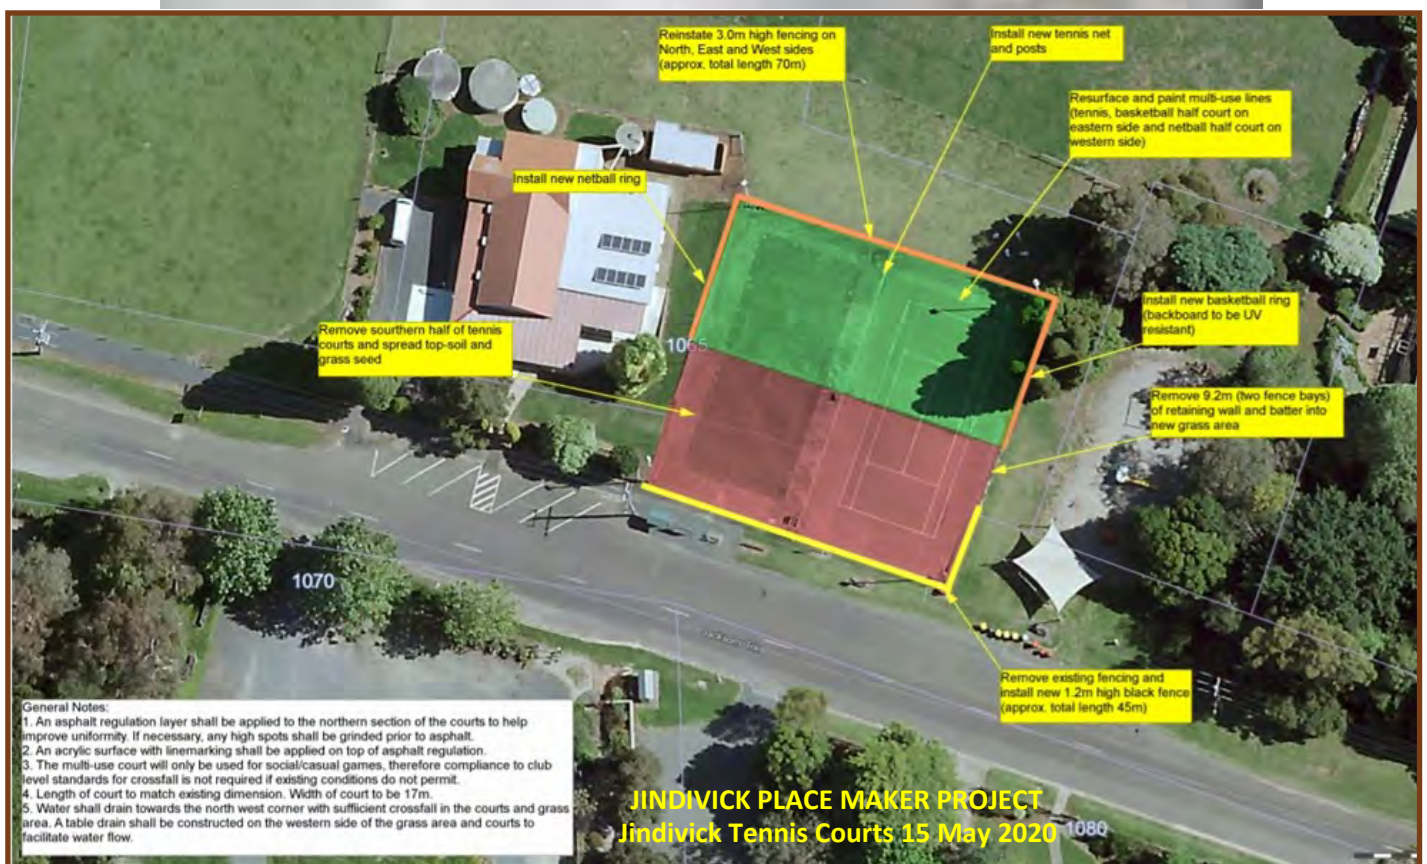 Reinstate 3.0m high fencing on
North, East and West sides
(approx. total length 70m)
Install new tennis net
and posts
Resurface and paint multi-use lines
(tennis, basketball half court on
eastern side and netball half court on
western side)
Install new netball ring
Install new basketball ring
(backboard to be UV
resistant)
Remove sourthern half of tennis
courts and spread top-soil and
grass seed
1065
Remove 9.2m (two fence bays)
of retaining wall and batter into
new grass area
1070
Jacksons Trk
Remove existing fencing and
install new 1.2m high black fence
(approx. total length 45m)
General Notes:
1. An asphalt regulation layer shall be applied to the northern section of the courts to help
improve uniformity. If necessary, any high spots shall be grinded prior to asphalt.
2. An acrylic surface with linemarking shall be applied on top of asphalt regulation.
3. The multi-use court will only be used for social/casual games, therefore compliance to club
level standards for crossfall is not required if existing conditions do not permit.
4. Length of court to match existing dimension. Width of court to be 17m.
5. Water shall drain towards the north west corner with sufficient crossfall in the courts and grass
area. A table drain shall be constructed on the western side of the grass area and courts to
facilitate water flow.
JINDIVICK PLACE MAKER PROJECT
Jindivick Tennis Courts 15 May 2020
1080